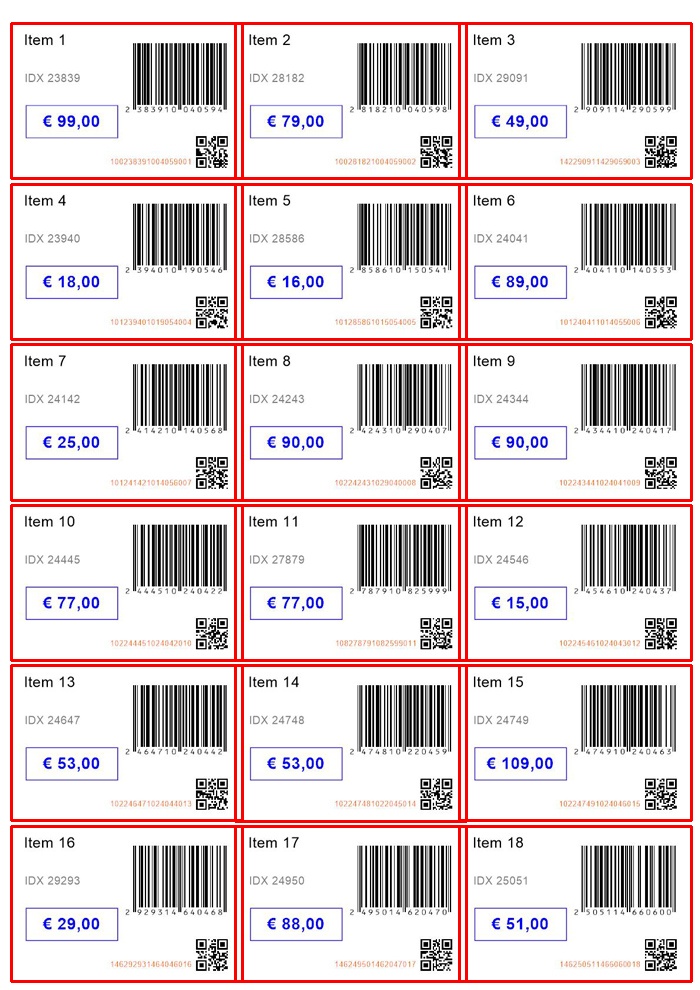 Item 1
IDX 23839
2 383910 040594
€ 99,00
100238391004059001
Item 2
IDX 28182
2 818210 040598
€ 79,00
100281821004059002
Item 3
IDX 29091
2 909114 290599
€ 49,00
142290911429059003
Item 4
IDX 23940
2 394010 190546
€ 18,00
101239401019054004
Item 5
IDX 28586
2 858610 150541
€ 16,00
101285861015054005
Item 6
IDX 24041
2 404110 140553
€ 89,00
101240411014055006
Item 7
IDX 24142
2 414210 140568
€ 25,00
101241421014056007
Item 8
IDX 24243
2 424310 290407
€ 90,00
102242431029040008
Item 9
IDX 24344
2 434410 240417
€ 90,00
102243441024041009
Item 10
IDX 24445
2 444510 240422
€ 77,00
102244451024042010
Item 11
IDX 27879
2 787910 825999
€ 77,00
108278791082599011
Item 12
IDX 24546
2 454610 240437
€ 15,00
102245461024043012
Item 13
IDX 24647
2 464710 240442
€ 53,00
102246471024044013
Item 14
IDX 24748
2 474810 220459
€ 53,00
102247481022045014
Item 15
IDX 24749
2 474910 240463
€ 109,00
102247491024046015
Item 16
IDX 29293
2 929314 640468
€ 29,00
146292931464046016
Item 17
IDX 24950
2 495014 620470
€ 88,00
146249501462047017
Item 18
IDX 25051
2 505114 660600
€ 51,00
146250511466060018